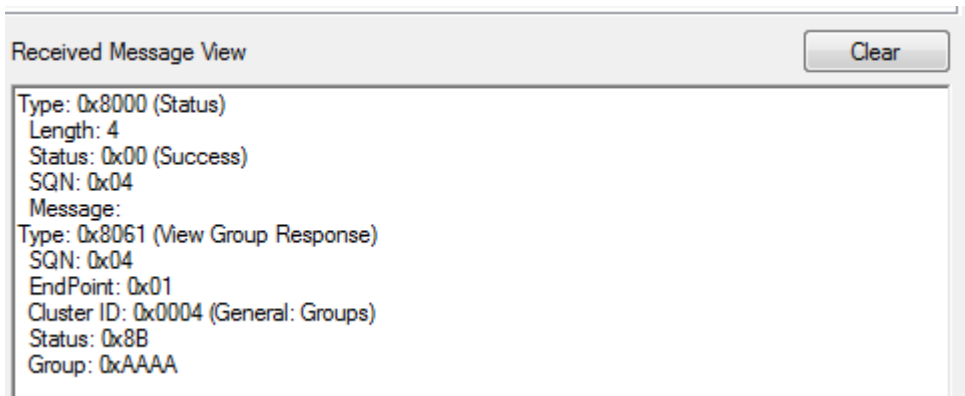 Received Message View
Clear
Type: 0x8000 (Status)
Length: 4
Status: 0x00 (Success)
SQN: 0x04
Message:
Type: 0x8061 (View Group Response)
SQN: 0x04
EndPoint: 0x01
Cluster ID: 0x0004 (General: Groups)
Status: 0x8B
Group: 0xAAAA